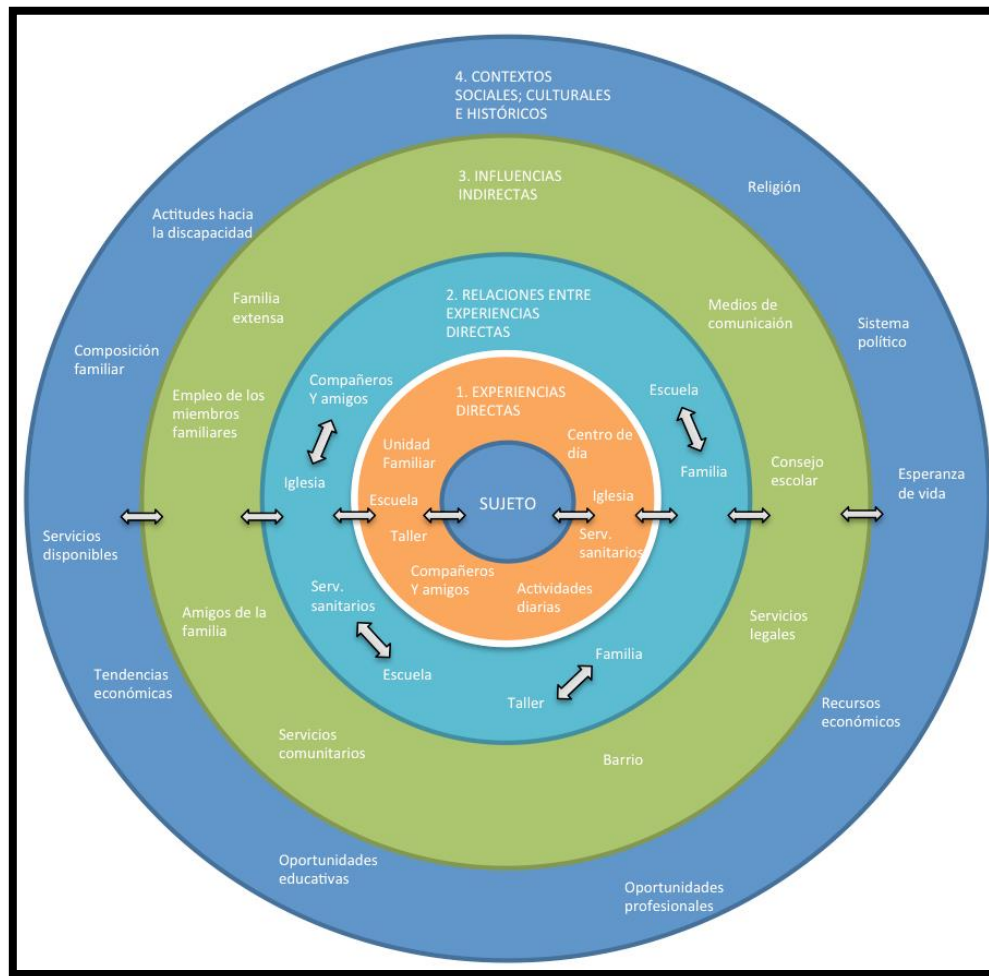 4. CONTEXTOS
SOCIALES; CULTURALES
E HISTÓRICOS
Religión
Actitudes hacia
la discapacidad
Sistema
político
Composición
familiar
Esperanza
de vida
Servicios
disponibles
Tendencias
económicas
Recursos
económicos
Oportunidades
educativas
Oportunidades
profesionales
3. INFLUENCIAS
INDIRECTAS
Familia
extensa
Medios de
comunicaión
Empleo de los
miembros
familiares
Consejo
escolar
Amigos de la
familia
Servicios
legales
Servicios
comunitarios
Barrio
2. RELACIONES ENTRE
EXPERIENCIAS
DIRECTAS
Compañeros
Y amigos
Iglesia
Escuela
Familia
Serv.
sanitarios
Escuela
Familia
Taller
1. EXPERIENCIAS
DIRECTAS
Unidad
Familiar
Centro de
día
Escuela
Iglesia
Taller
Serv.
sanitarios
Compañeros
Y amigos
Actividades
diarias
SUJETO